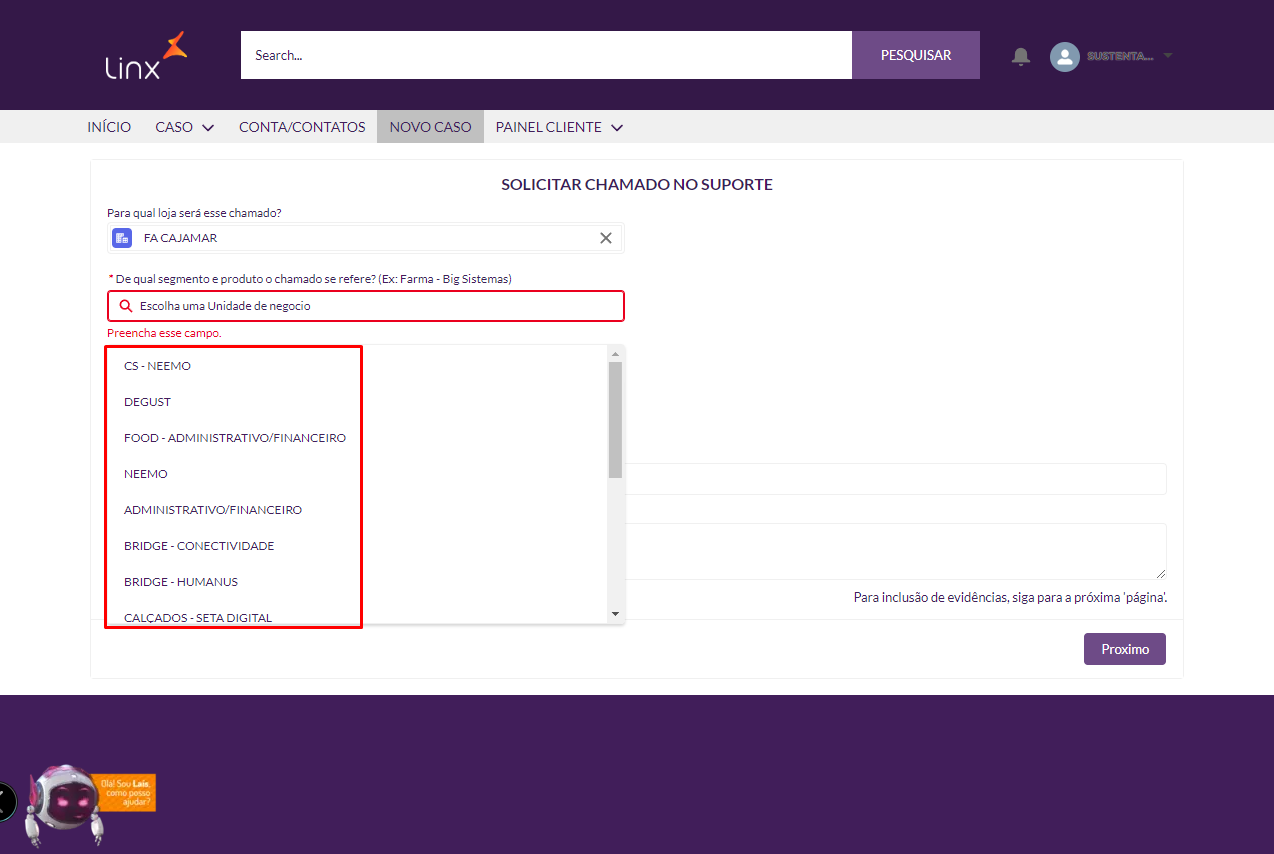 Linx
Search...
PESQUISAR
SUSTENTA...
INÍCIO
CASO
CONTA/CONTATOS
NOVO CASO
PAINEL CLIENTE
SOLICITAR CHAMADO NO SUPORTE
Para qual loja será esse chamado?
FA CAJAMAR
* De qual segmento e produto o chamado se refere? (Ex: Farma - Big Sistemas)
Escolha uma Unidade de negocio
Preencha esse campo.
CS - NEEMO
DEGUST
FOOD - ADMINISTRATIVO/FINANCEIRO
NEEMO
ADMINISTRATIVO/FINANCEIRO
BRIDGE - CONECTIVIDADE
BRIDGE - HUMANUS
CALÇADOS - SETA DIGITAL
Para inclusão de evidências, siga para a próxima 'página'.
Proximo
Olá! Sou Laís,
como posso
ajudar?